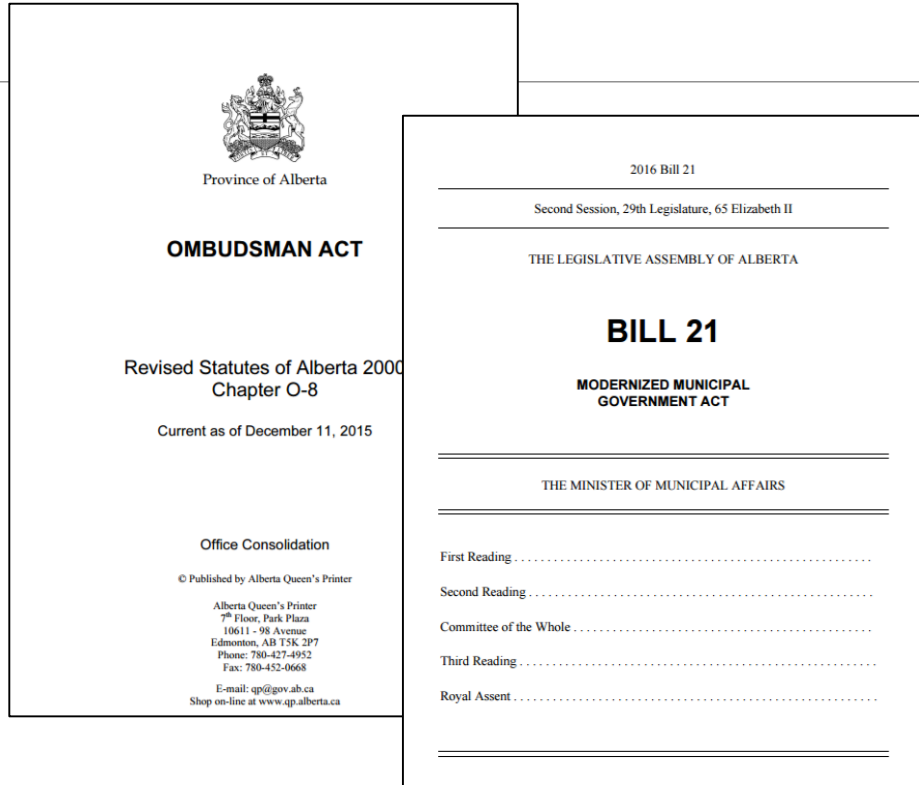 Province of Alberta
OMBUDSMAN ACT
Revised Statutes of Alberta 2000
Chapter O-8
Current as of December 11, 2015
Office Consolidation
© Published by Alberta Queen's Printer
Alberta Queen's Printer
7th Floor, Park Plaza
10611 - 98 Avenue
Edmonton, AB T5K 2P7
Phone: 780-427-4952
Fax: 780-452-0668
E-mail: qp@gov.ab.ca
Shop on-line at www.qp.alberta.ca
2016 Bill 21
Second Session, 29th Legislature, 65 Elizabeth II
THE LEGISLATIVE ASSEMBLY OF ALBERTA
BILL 21
MODERNIZED MUNICIPAL
GOVERNMENT ACT
THE MINISTER OF MUNICIPAL AFFAIRS
First Reading . . . . . . . . . . . . . . . . . . . . . . . . . . . . . . . . . . . . . . . . . . . . . . . . . . . . . .
Second Reading . . . . . . . . . . . . . . . . . . . . . . . . . . . . . . . . . . . . . . . . . . . . . . . . . . . .
Committee of the Whole . . . . . . . . . . . . . . . . . . . . . . . . . . . . . . . . . . . . . . . . . . . . .
Third Reading . . . . . . . . . . . . . . . . . . . . . . . . . . . . . . . . . . . . . . . . . . . . . . . . . . . . . .
Royal Assent . . . . . . . . . . . . . . . . . . . . . . . . . . . . . . . . . . . . . . . . . . . . . . . . . . . . . . .